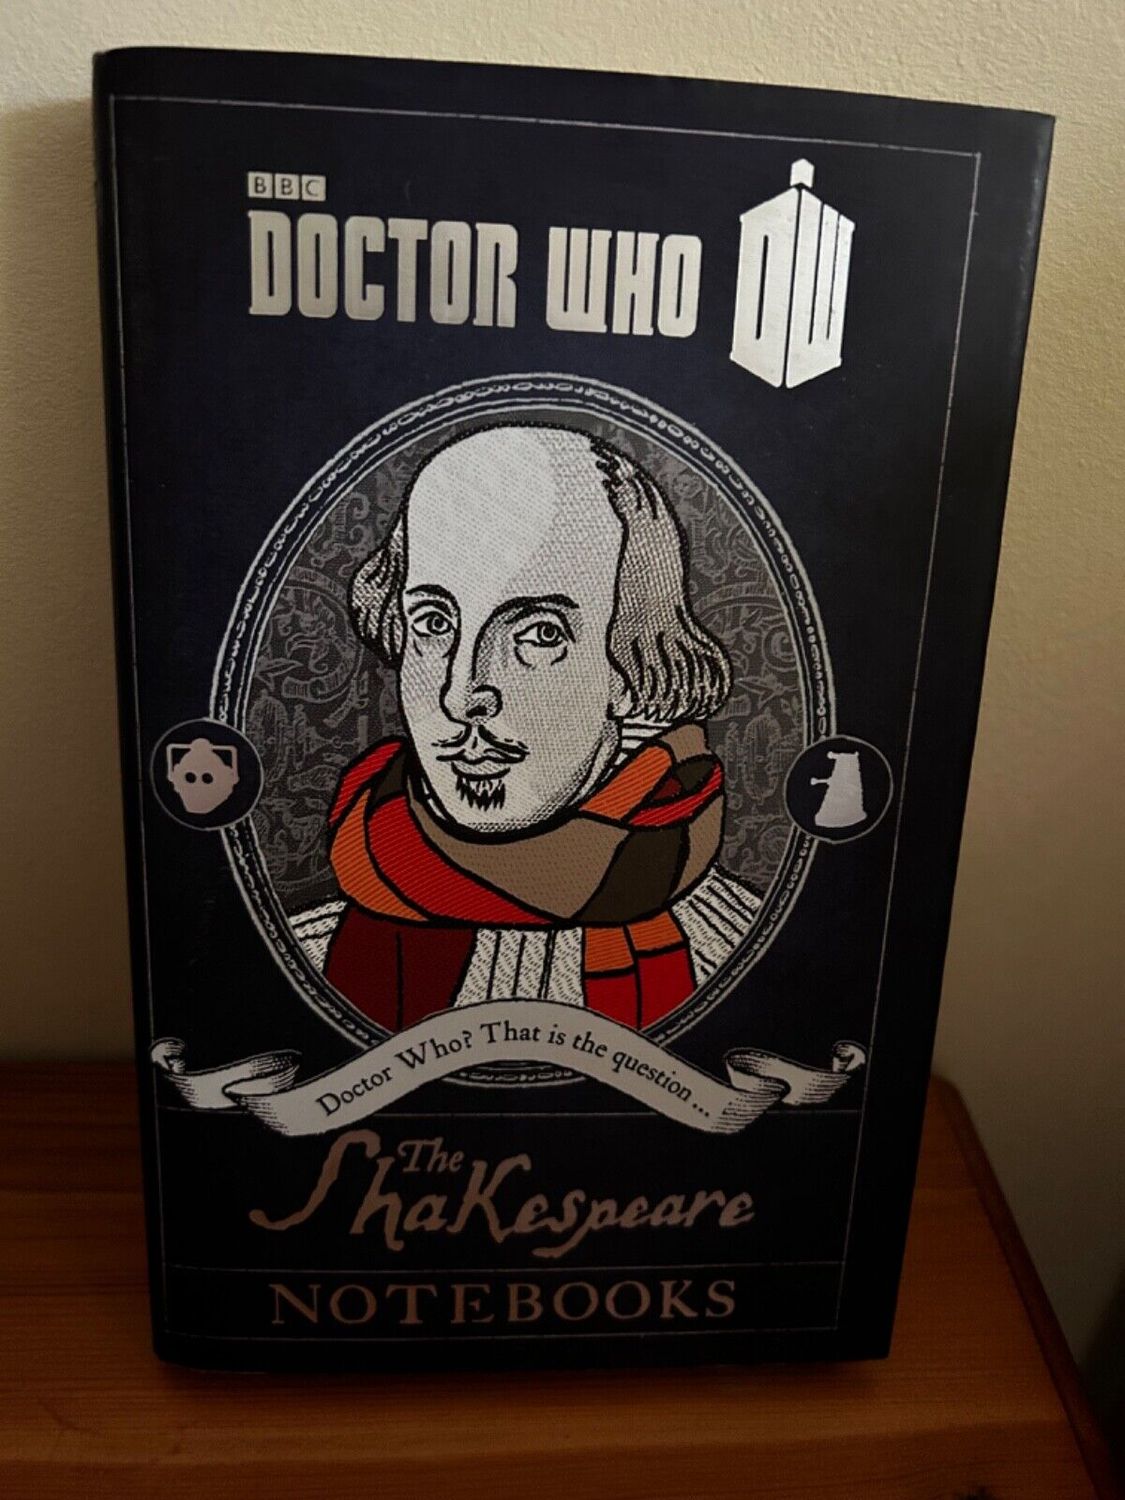 BBC
DOCTOR WHO
DW
Doctor Who? That is the question...
The
Shakespeare
NOTEBOOKS